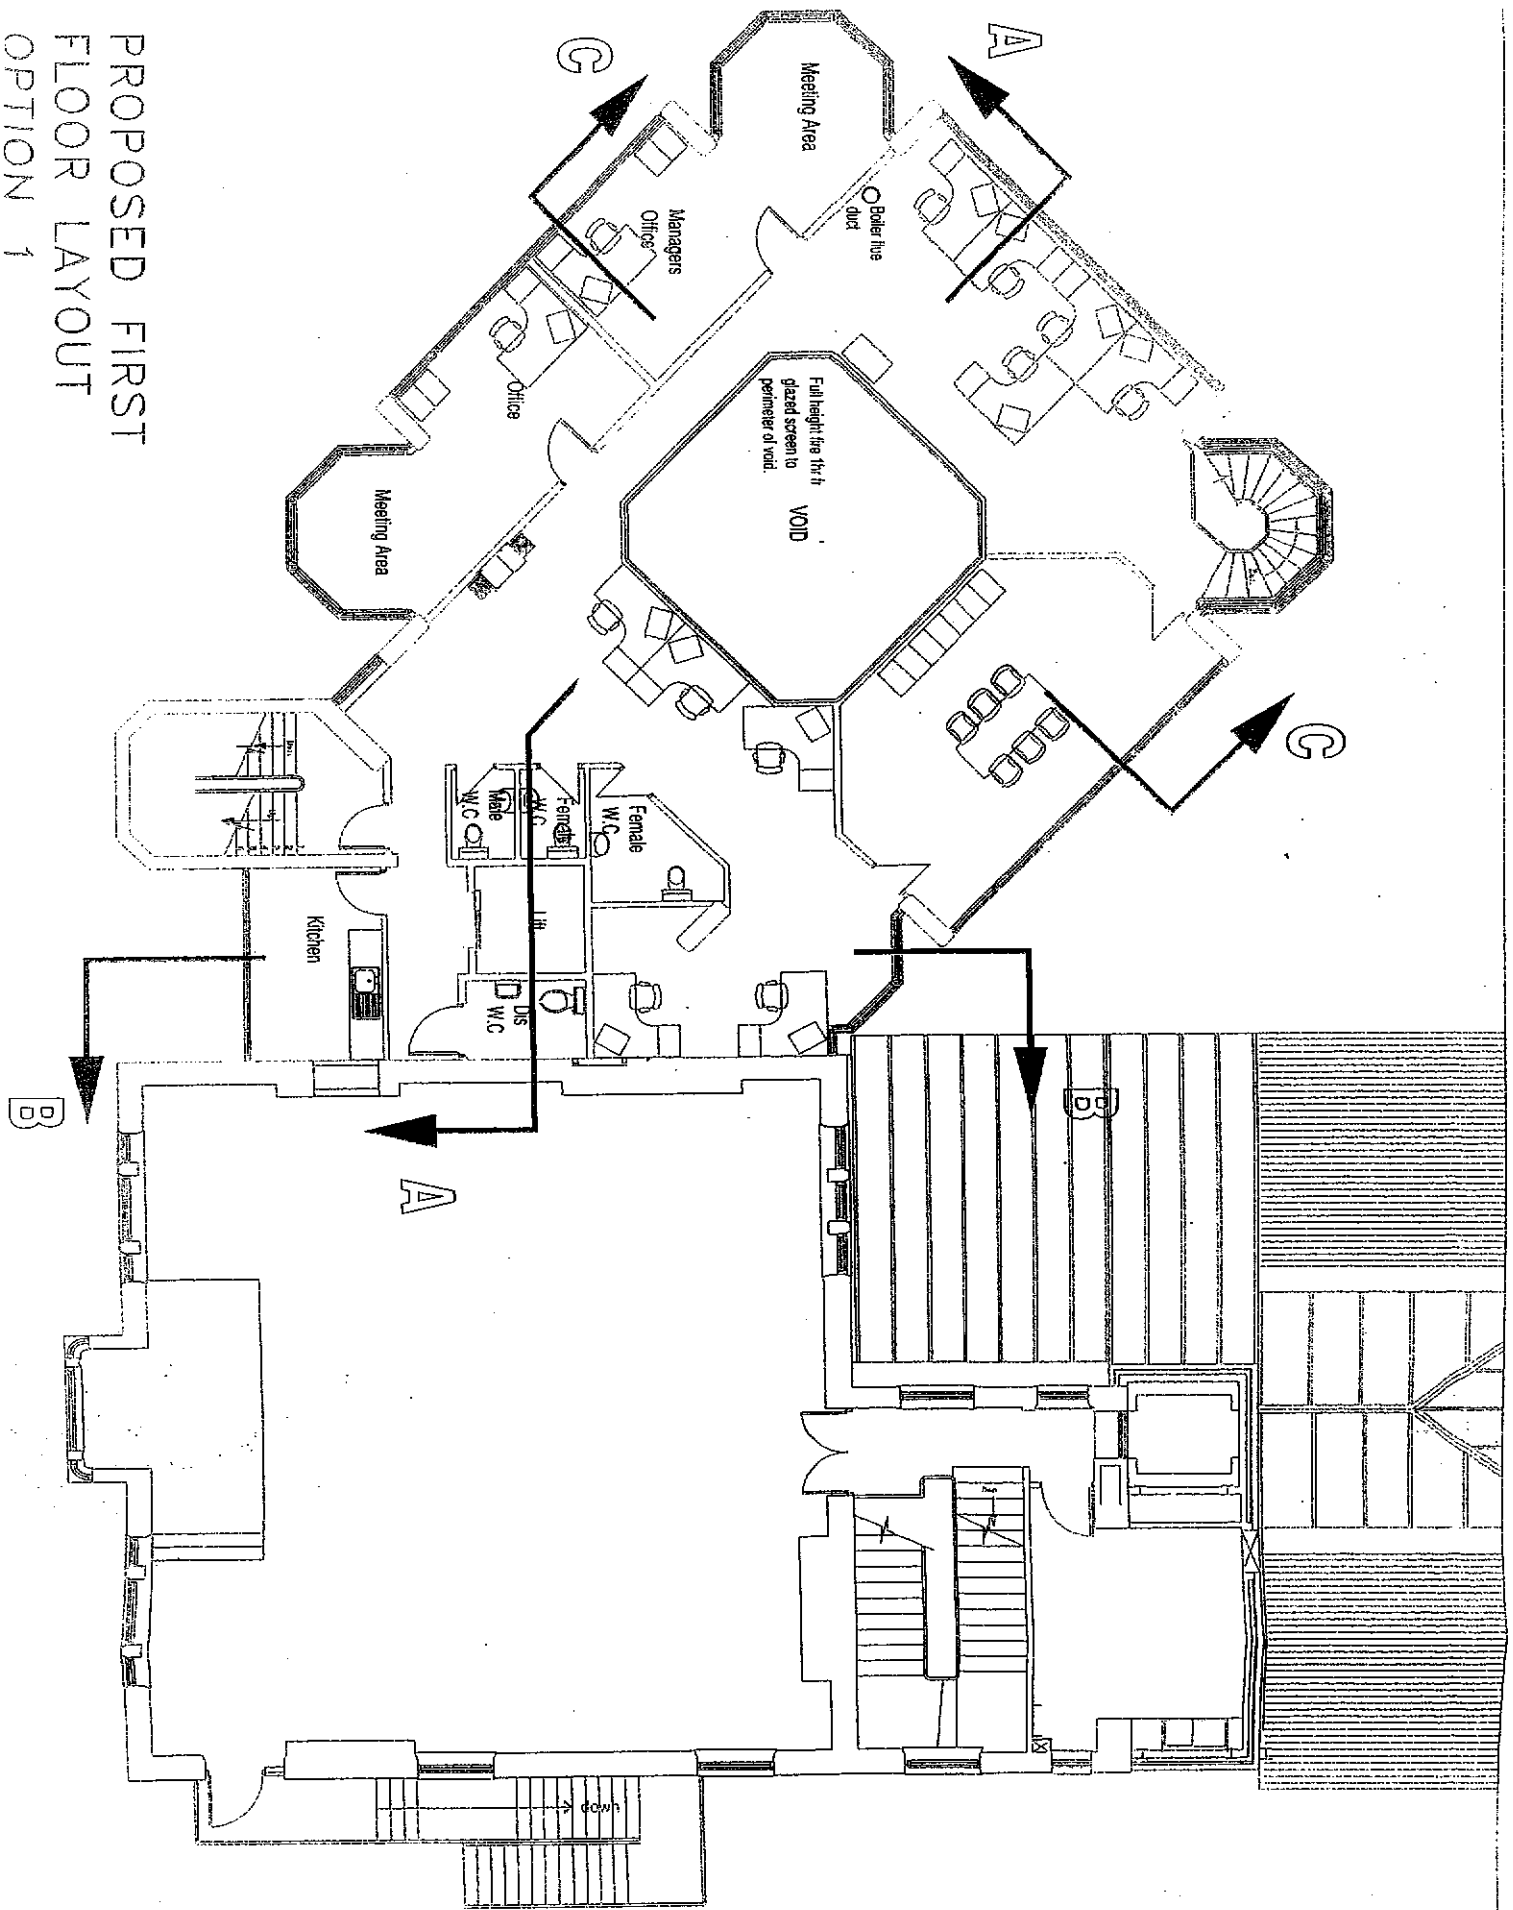 PROPOSED FIRST
FLOOR LAYOUT
OPTION 1
A
C
Meeting Area
Boiler flue
duct
Managers
Office
Office
Full height fire 1hr fr
glazed screen to
perimeter of void.
VOID
Meeting Area
C
Male
W.C
Female
W.C
Female
W.C
Lift
Kitchen
Dis
W.C
B
B
A
down